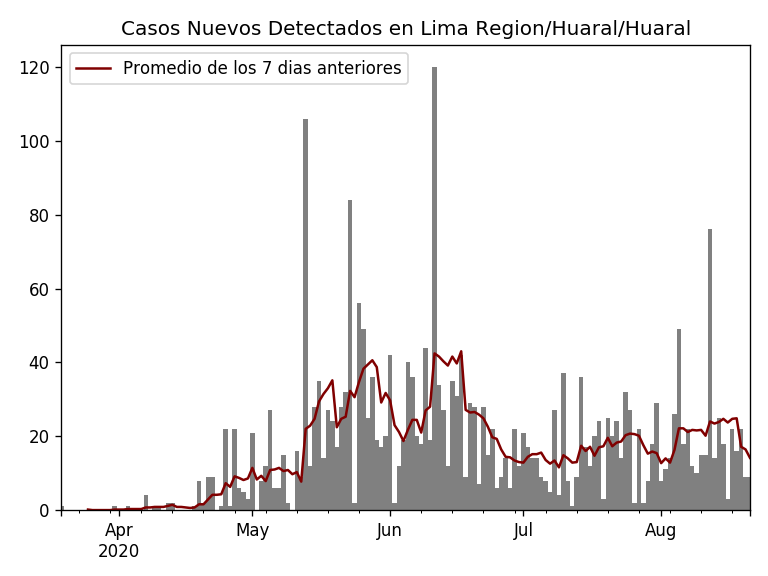 Casos Nuevos Detectados en Lima Region/Huaral/Huaral
Promedio de los 7 dias anteriores
120
100
80
60
40
20
0
Apr
2020
May
Jun
Jul
Aug